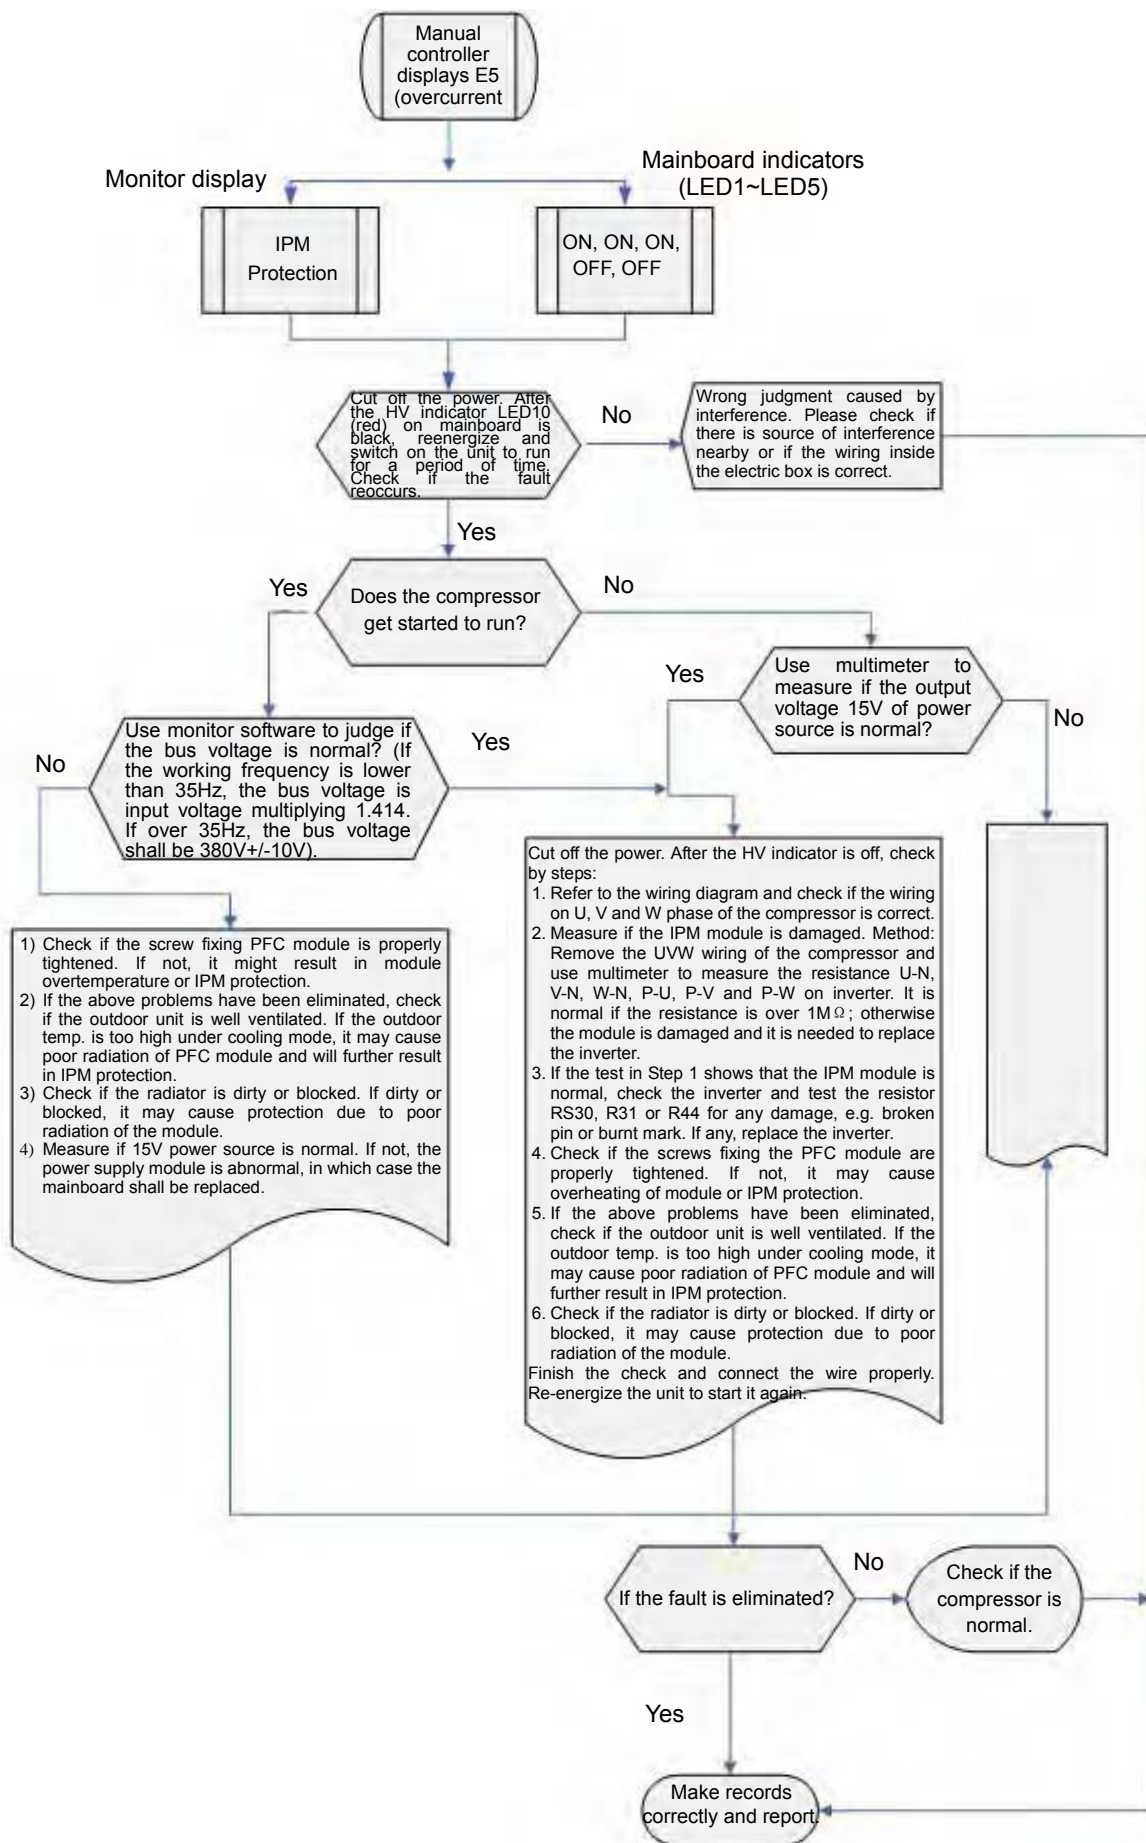 Manual
controller
displays E5
(overcurrent
Monitor display
Mainboard indicators
(LED1~LED5)
IPM
Protection
ON, ON, ON,
OFF, OFF
Cut off the power. After
the HV indicator LED10
(red) on mainboard is
black, reenergize and
switch on the unit to run
for a period of time.
Check if the fault
reoccurs.
No
Wrong judgment caused by
interference. Please check if
there is source of interference
nearby or if the wiring inside
the electric box is correct.
Yes
Does the compressor
get started to run?
Yes
No
Use multimeter to
measure if the output
voltage 15V of power
source is normal?
Yes
No
Use monitor software to judge if
the bus voltage is normal? (If
the working frequency is lower
than 35Hz, the bus voltage is
input voltage multiplying 1.414.
If over 35Hz, the bus voltage
shall be 380V+/-10V).
No
Yes
1) Check if the screw fixing PFC module is properly
tightened. If not, it might result in module
overtemperature or IPM protection.
2) If the above problems have been eliminated, check
if the outdoor unit is well ventilated. If the outdoor
temp. is too high under cooling mode, it may cause
poor radiation of PFC module and will further result
in IPM protection.
3) Check if the radiator is dirty or blocked. If dirty or
blocked, it may cause protection due to poor
radiation of the module.
4) Measure if 15V power source is normal. If not, the
power supply module is abnormal, in which case the
mainboard shall be replaced.
Cut off the power. After the HV indicator is off, check
by steps:
1. Refer to the wiring diagram and check if the wiring
on U, V and W phase of the compressor is correct.
2. Measure if the IPM module is damaged. Method:
Remove the UVW wiring of the compressor and
use multimeter to measure the resistance U-N,
V-N, W-N, P-U, P-V and P-W on inverter. It is
normal if the resistance is over 1MΩ; otherwise
the module is damaged and it is needed to replace
the inverter.
3. If the test in Step 1 shows that the IPM module is
normal, check the inverter and test the resistor
RS30, R31 or R44 for any damage, e.g. broken
pin or burnt mark. If any, replace the inverter.
4. Check if the screws fixing the PFC module are
properly tightened. If not, it may cause
overheating of module or IPM protection.
5. If the above problems have been eliminated,
check if the outdoor unit is well ventilated. If the
outdoor temp. is too high under cooling mode, it
may cause poor radiation of PFC module and will
further result in IPM protection.
6. Check if the radiator is dirty or blocked. If dirty or
blocked, it may cause protection due to poor
radiation of the module.
Finish the check and connect the wire properly.
Re-energize the unit to start it again.
If the fault is eliminated?
No
Check if the
compressor is
normal.
Yes
Make records
correctly and report.